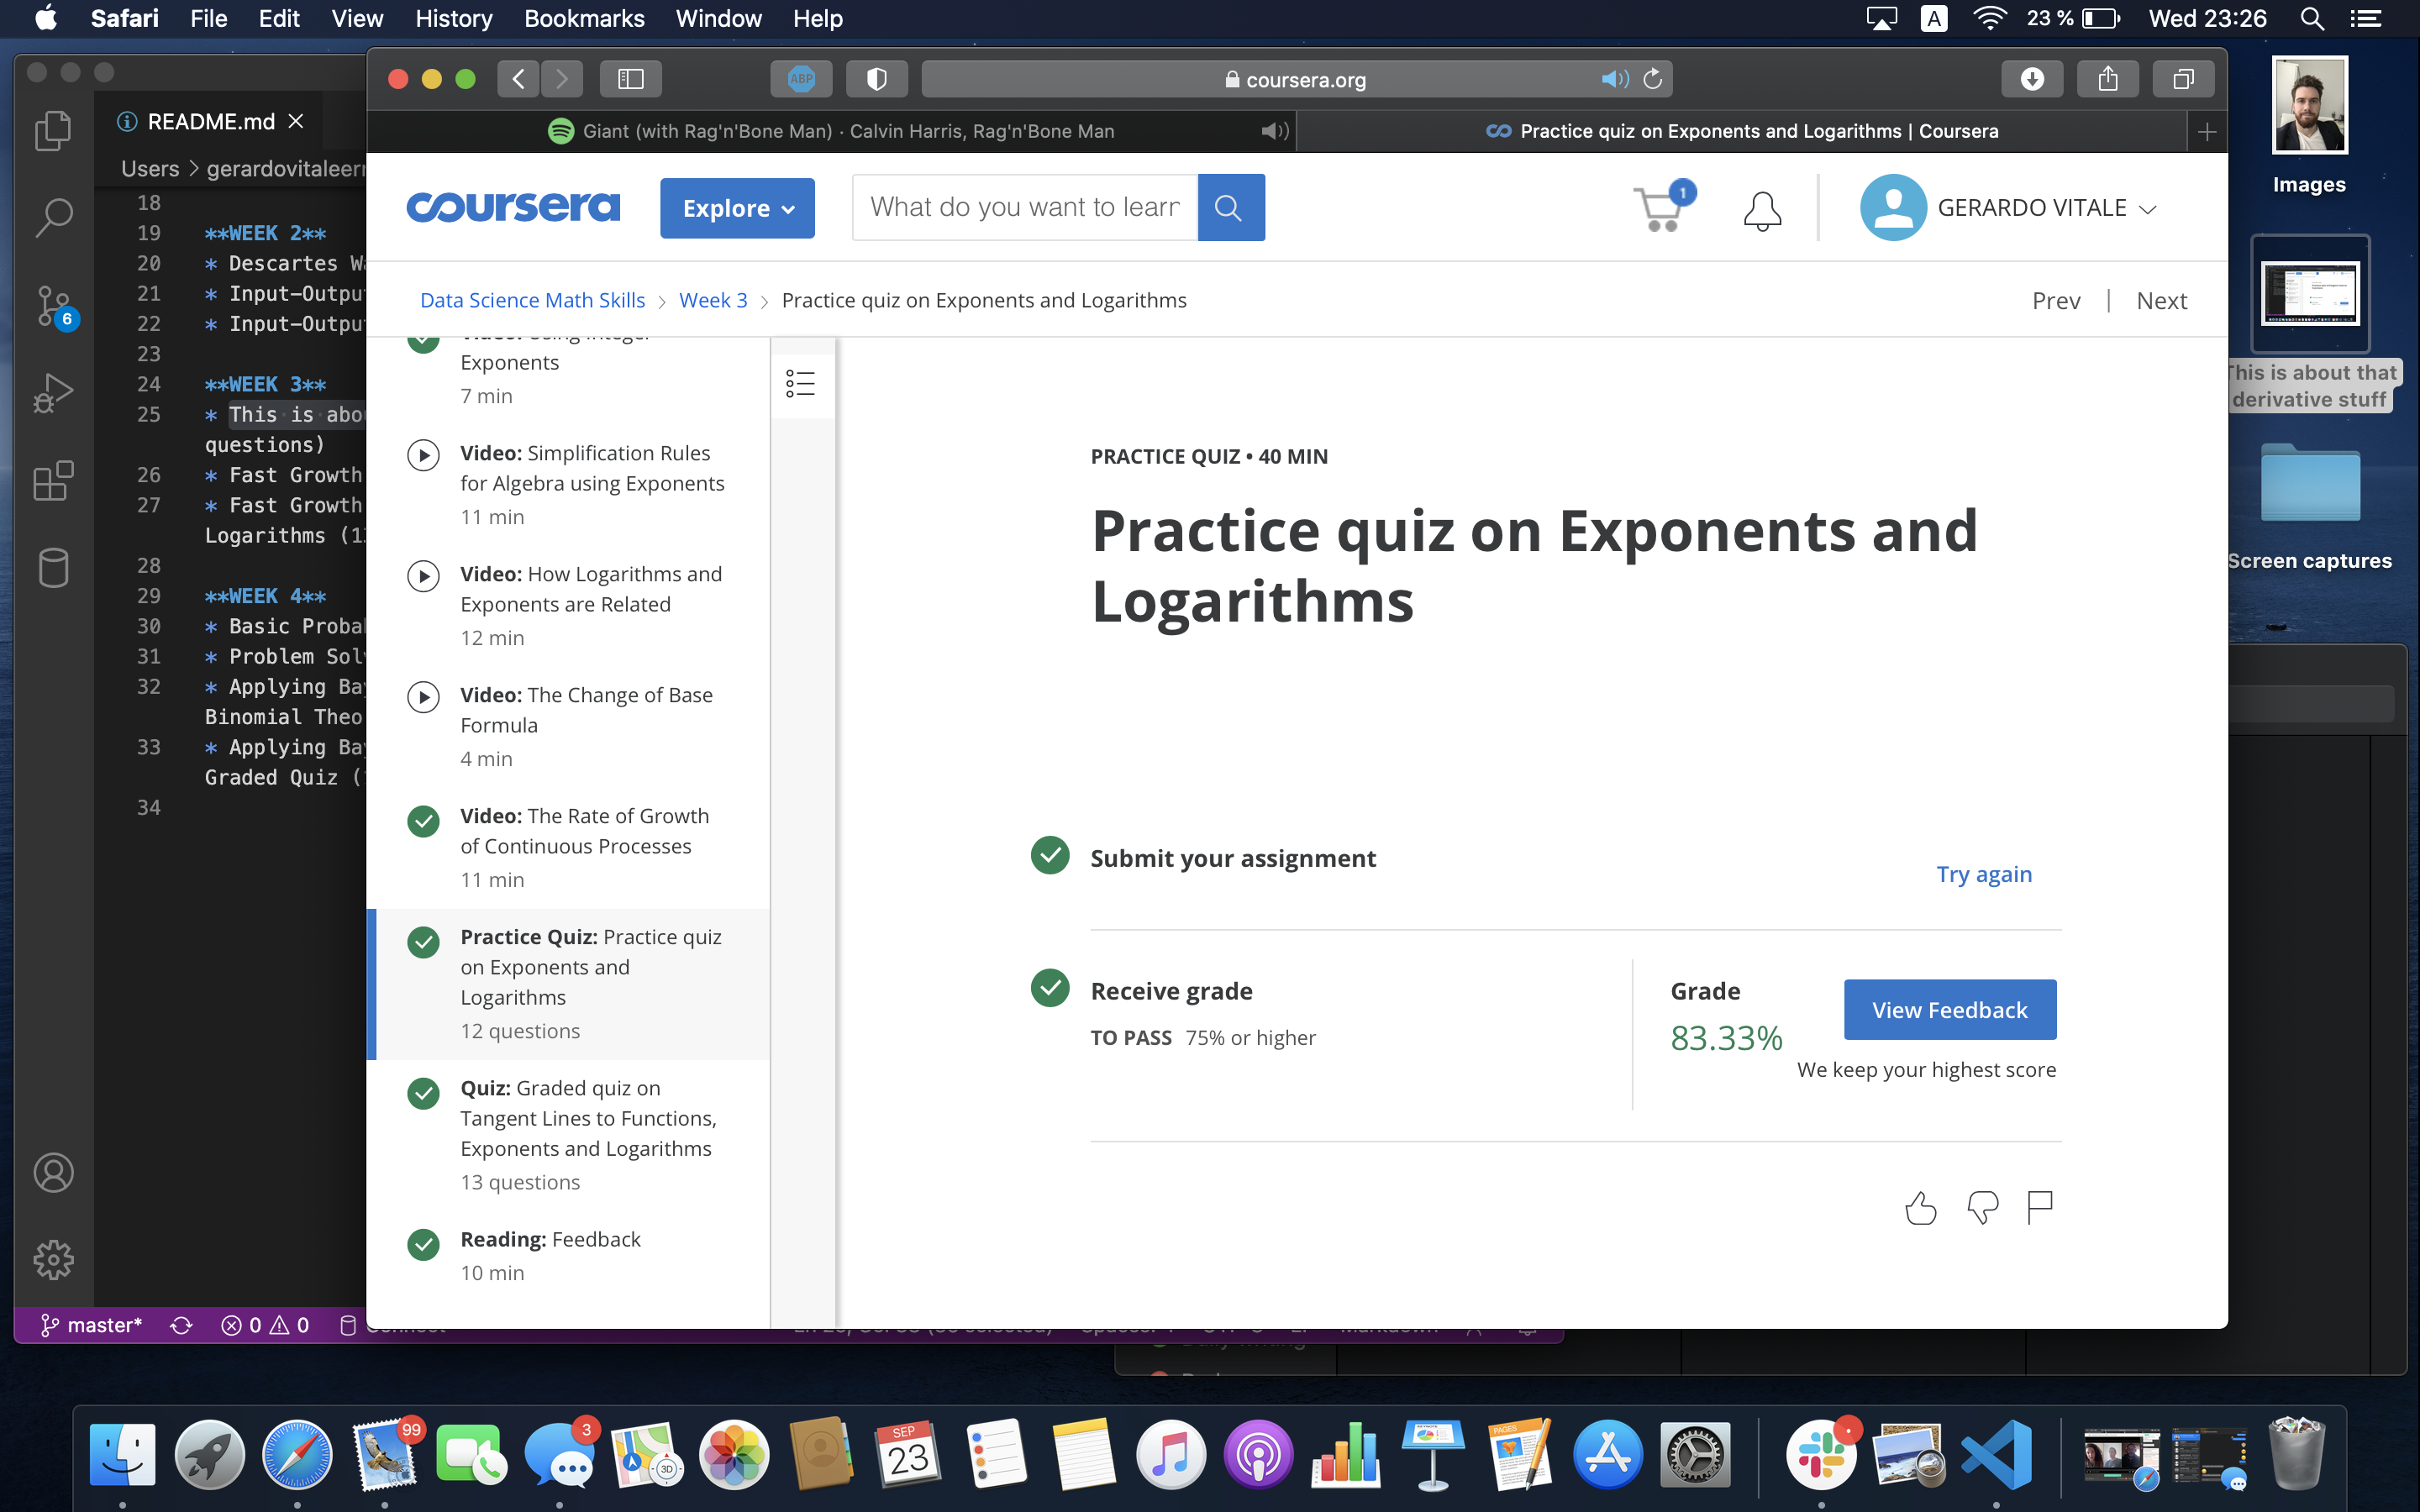 Safari File Edit View History Bookmarks Window Help
A 23 % Wed 23:26
README.md
Users > gerardovitaleer
18
19 **WEEK 2**
20 * Descartes W
21 * Input-Outpu
22 * Input-Outpu
23
24 **WEEK 3**
25 * This is abo
questions)
26 * Fast Growth
27 * Fast Growth
Logarithms (1
28
29 **WEEK 4**
30 * Basic Proba
31 * Problem Sol
32 * Applying Ba
Binomial Theo
33 * Applying Ba
Graded Quiz (
34
6
master* 0 0
ABP
coursera.org
Giant (with Rag'n'Bone Man) · Calvin Harris, Rag'n'Bone Man
Practice quiz on Exponents and Logarithms | Coursera
coursera
Explore
What do you want to learn
1
GERARDO VITALE
Data Science Math Skills > Week 3 > Practice quiz on Exponents and Logarithms
Prev | Next
Video: Using Integer
Exponents
7 min
Video: Simplification Rules
for Algebra using Exponents
11 min
Video: How Logarithms and
Exponents are Related
12 min
Video: The Change of Base
Formula
4 min
Video: The Rate of Growth
of Continuous Processes
11 min
Practice Quiz: Practice quiz
on Exponents and
Logarithms
12 questions
Quiz: Graded quiz on
Tangent Lines to Functions,
Exponents and Logarithms
13 questions
Reading: Feedback
10 min
PRACTICE QUIZ • 40 MIN
Practice quiz on Exponents and
Logarithms
Submit your assignment
Try again
Receive grade
TO PASS 75% or higher
Grade
83.33%
View Feedback
We keep your highest score
Images
This is about that
derivative stuff
Screen captures
99
3
3D
SEP
23
PAGES